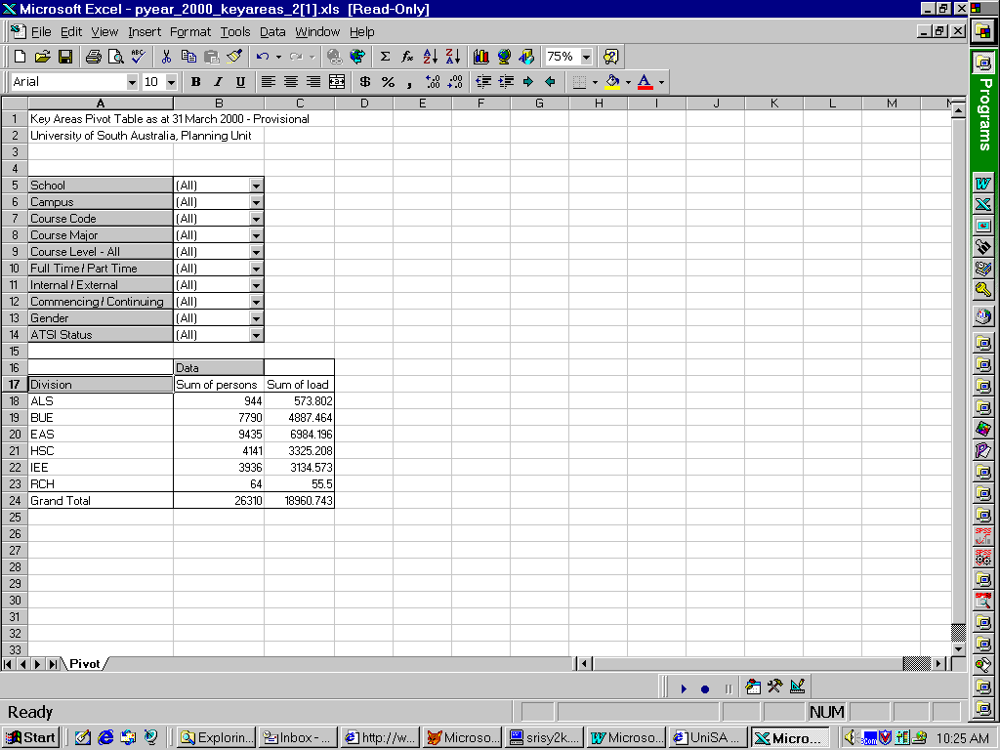 Microsoft Excel - pyear_2000_keyareas_2[1].xls [Read-Only]
File Edit View Insert Format Tools Data Window Help
75%
Arial 10 B I U $ % ,
A B C D E F G H I J K L M N
1 Key Areas Pivot Table as at 31 March 2000 - Provisional
2 University of South Australia, Planning Unit
3
4
5 School (All)
6 Campus (All)
7 Course Code (All)
8 Course Major (All)
9 Course Level - All (All)
10 Full Time / Part Time (All)
11 Internal / External (All)
12 Commencing / Continuing (All)
13 Gender (All)
14 ATSI Status (All)
15
16 Data
17 Division Sum of persons Sum of load
18 ALS 944 573.802
19 BUE 7790 4887.464
20 EAS 9435 6984.196
21 HSC 4141 3325.208
22 IEE 3936 3134.573
23 RCH 64 55.5
24 Grand Total 26310 18960.743
25
26
27
28
29
30
31
32
33
Pivot
Ready NUM
Start Explorin... Inbox - ... http://w... Microso... srisy2k.... Microso... UniSA ... Micro... 10:25 AM
Programs